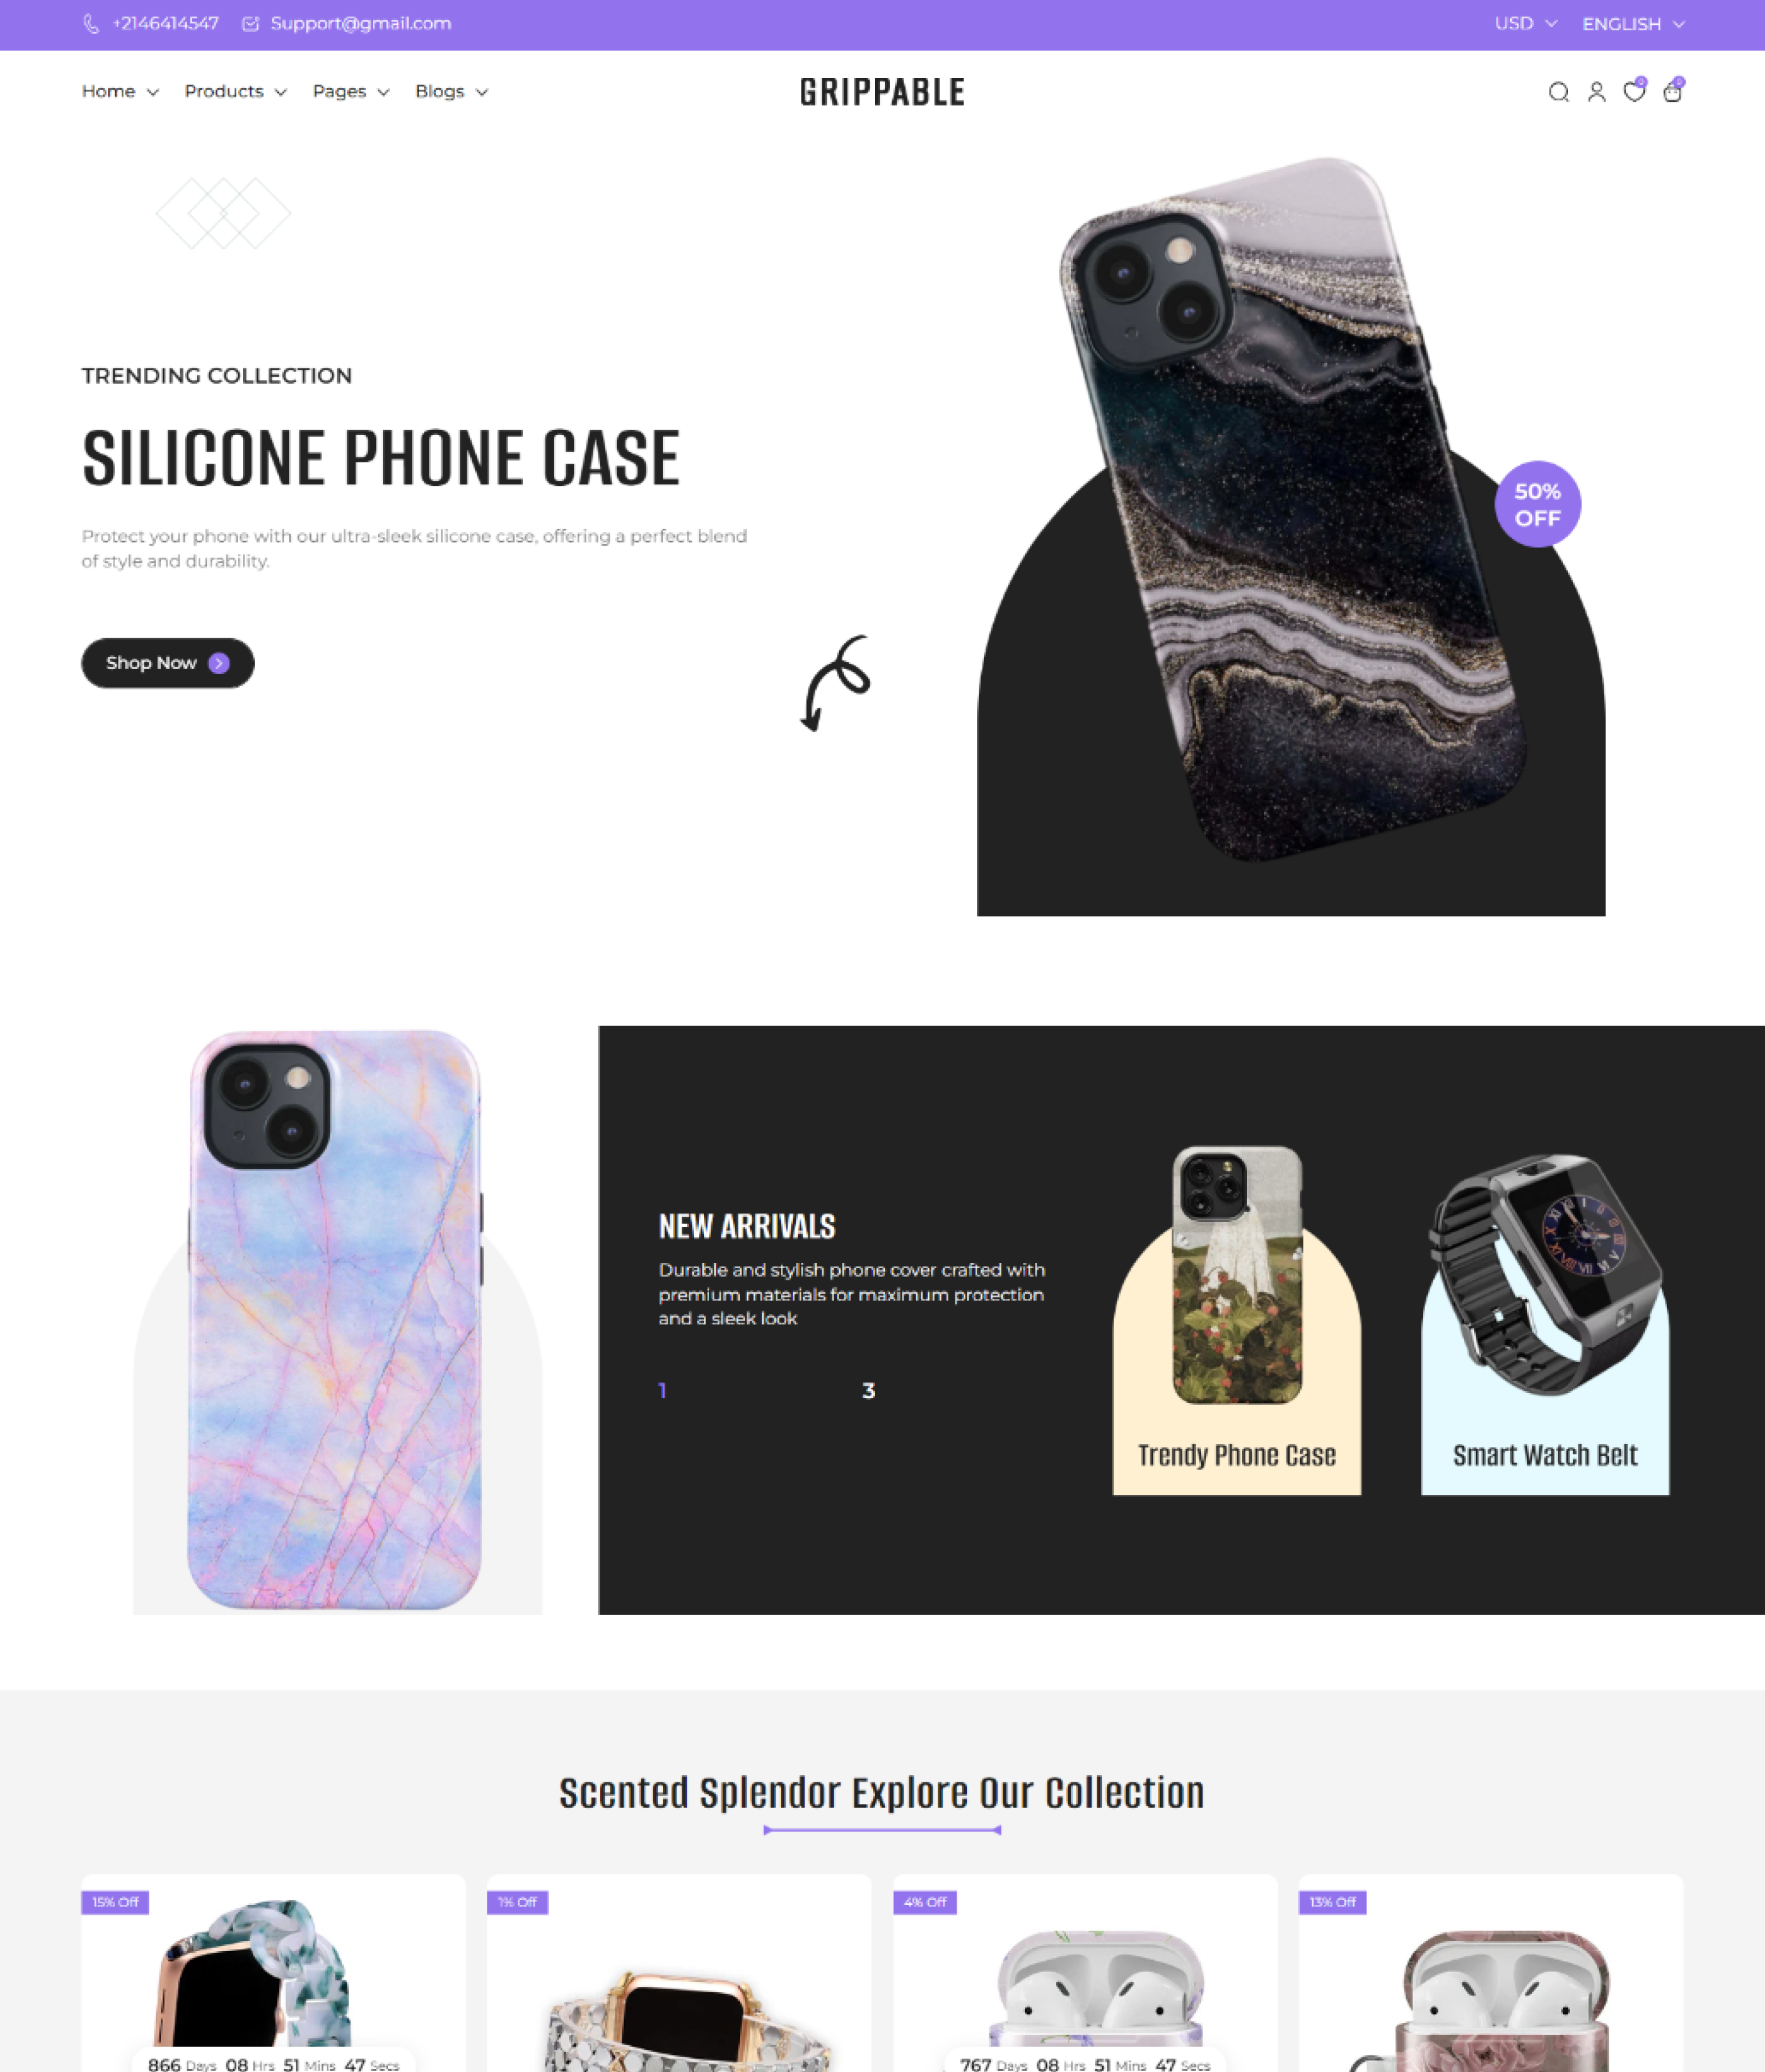 +2146414547 Support@gmail.com USD ENGLISH
Home Products Pages Blogs GRIPPABLE 0 0
TRENDING COLLECTION
SILICONE PHONE CASE
Protect your phone with our ultra-sleek silicone case, offering a perfect blend
of style and durability.
Shop Now
50%
OFF
NEW ARRIVALS
Durable and stylish phone cover crafted with
premium materials for maximum protection
and a sleek look
1 3
Trendy Phone Case
Smart Watch Belt
Scented Splendor Explore Our Collection
15% Off
1% Off
4% Off
13% Off
866 Days 08 Hrs 51 Mins 47 Secs
767 Days 08 Hrs 51 Mins 47 Secs